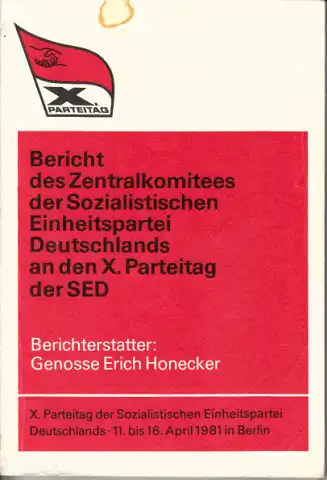 X.
PARTEITAG
Bericht
des Zentralkomitees
der Sozialistischen
Einheitspartei
Deutschlands
an den X. Parteitag
der SED
Berichterstatter:
Genosse Erich Honecker
X. Parteitag der Sozialistischen Einheitspartei
Deutschlands · 11. bis 16. April 1981 in Berlin